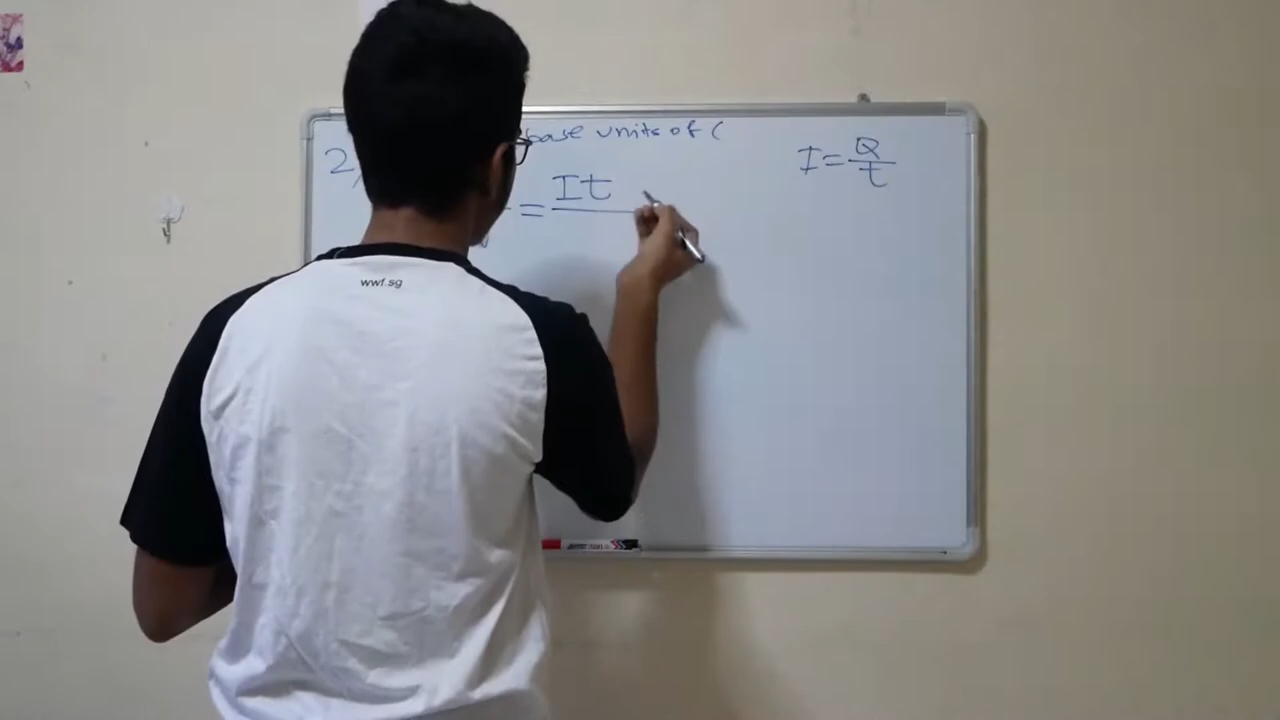 base units of C
2)
= It
I = Q/t
wwf.sg